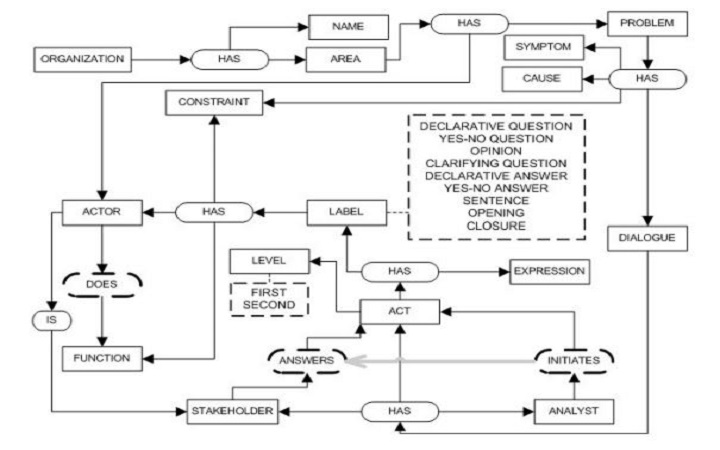 NAME
HAS
PROBLEM
ORGANIZATION
HAS
AREA
SYMPTOM
CAUSE
HAS
CONSTRAINT
DECLARATIVE QUESTION
YES-NO QUESTION
OPINION
CLARIFYING QUESTION
DECLARATIVE ANSWER
YES-NO ANSWER
SENTENCE
OPENING
CLOSURE
ACTOR
HAS
LABEL
DIALOGUE
LEVEL
HAS
EXPRESSION
DOES
FIRST
SECOND
ACT
IS
FUNCTION
ANSWERS
INITIATES
STAKEHOLDER
HAS
ANALYST